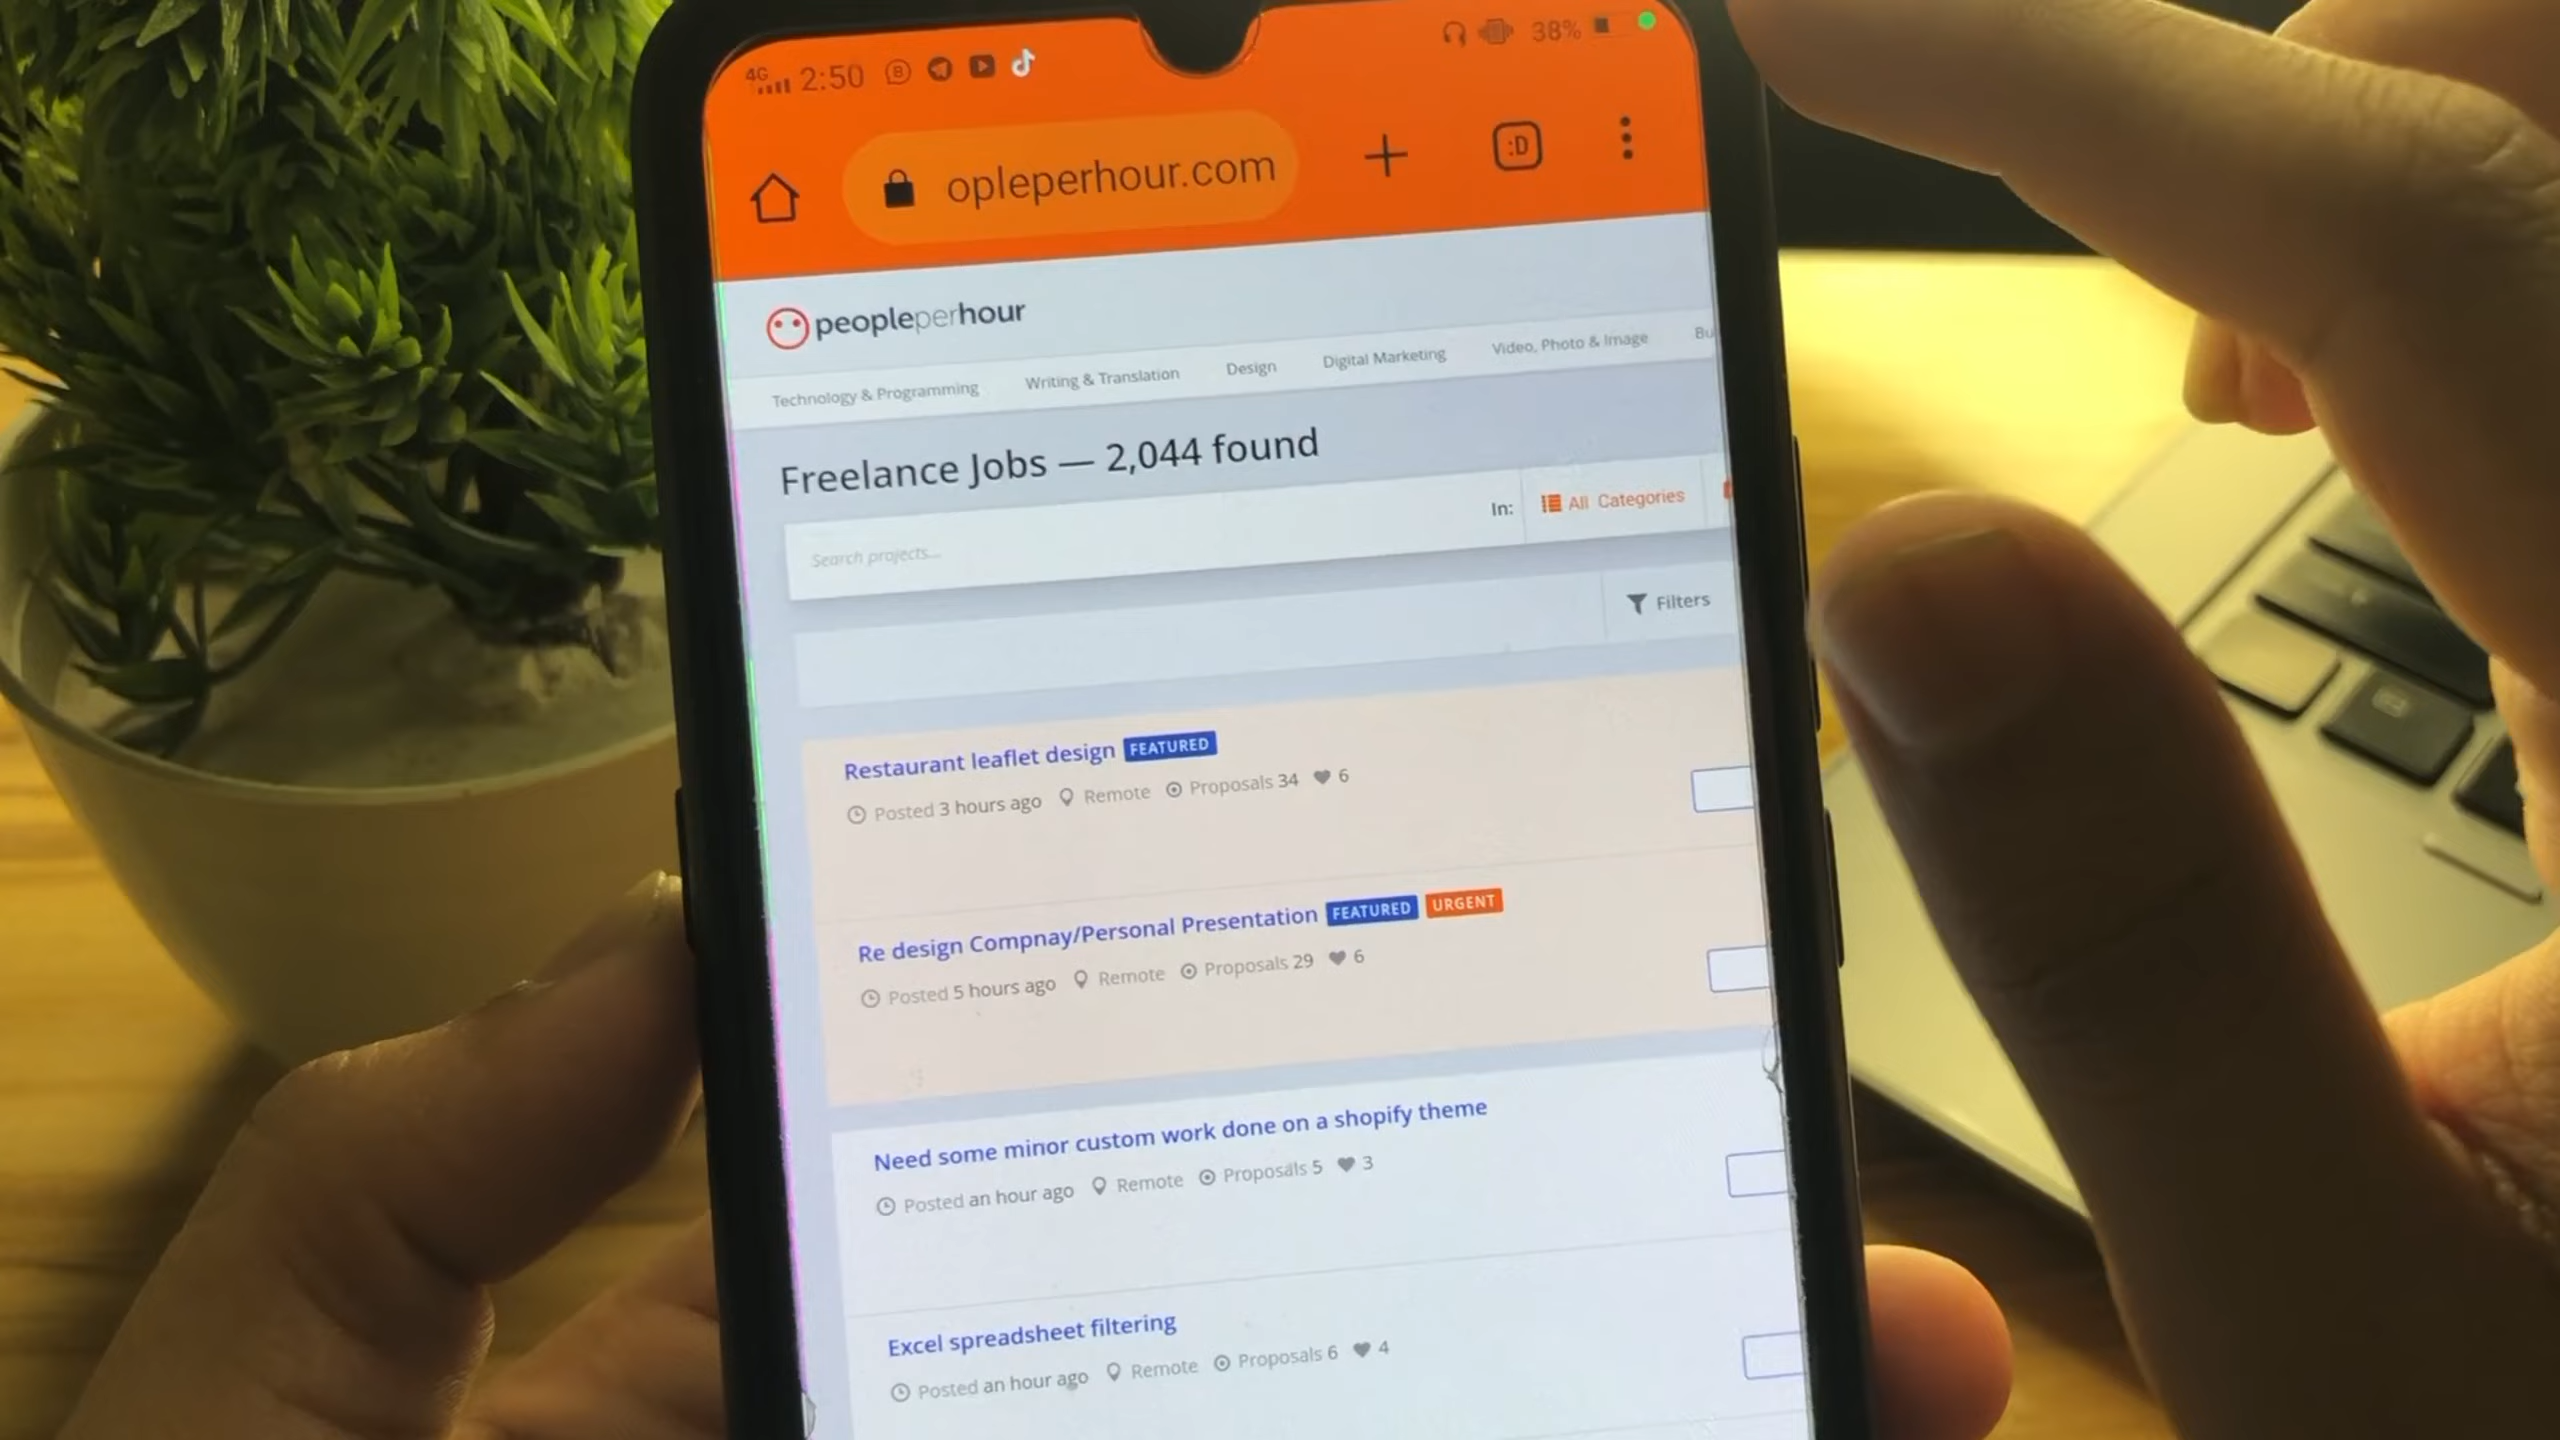 4G 2:50 38%
opleperhour.com :D
peopleperhour
Technology & Programming Writing & Translation Design Digital Marketing Video, Photo & Image Bu
Freelance Jobs — 2,044 found
Search projects... In: All Categories
Filters
Restaurant leaflet design FEATURED
Posted 3 hours ago Remote Proposals 34 6
Re design Compnay/Personal Presentation FEATURED URGENT
Posted 5 hours ago Remote Proposals 29 6
Need some minor custom work done on a shopify theme
Posted an hour ago Remote Proposals 5 3
Excel spreadsheet filtering
Posted an hour ago Remote Proposals 6 4